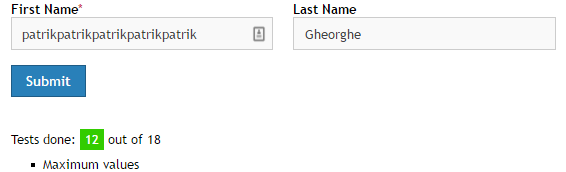 First Name*
Last Name
patrikpatrikpatrikpatrikpatrik
Gheorghe
Submit
Tests done: 12 out of 18
Maximum values